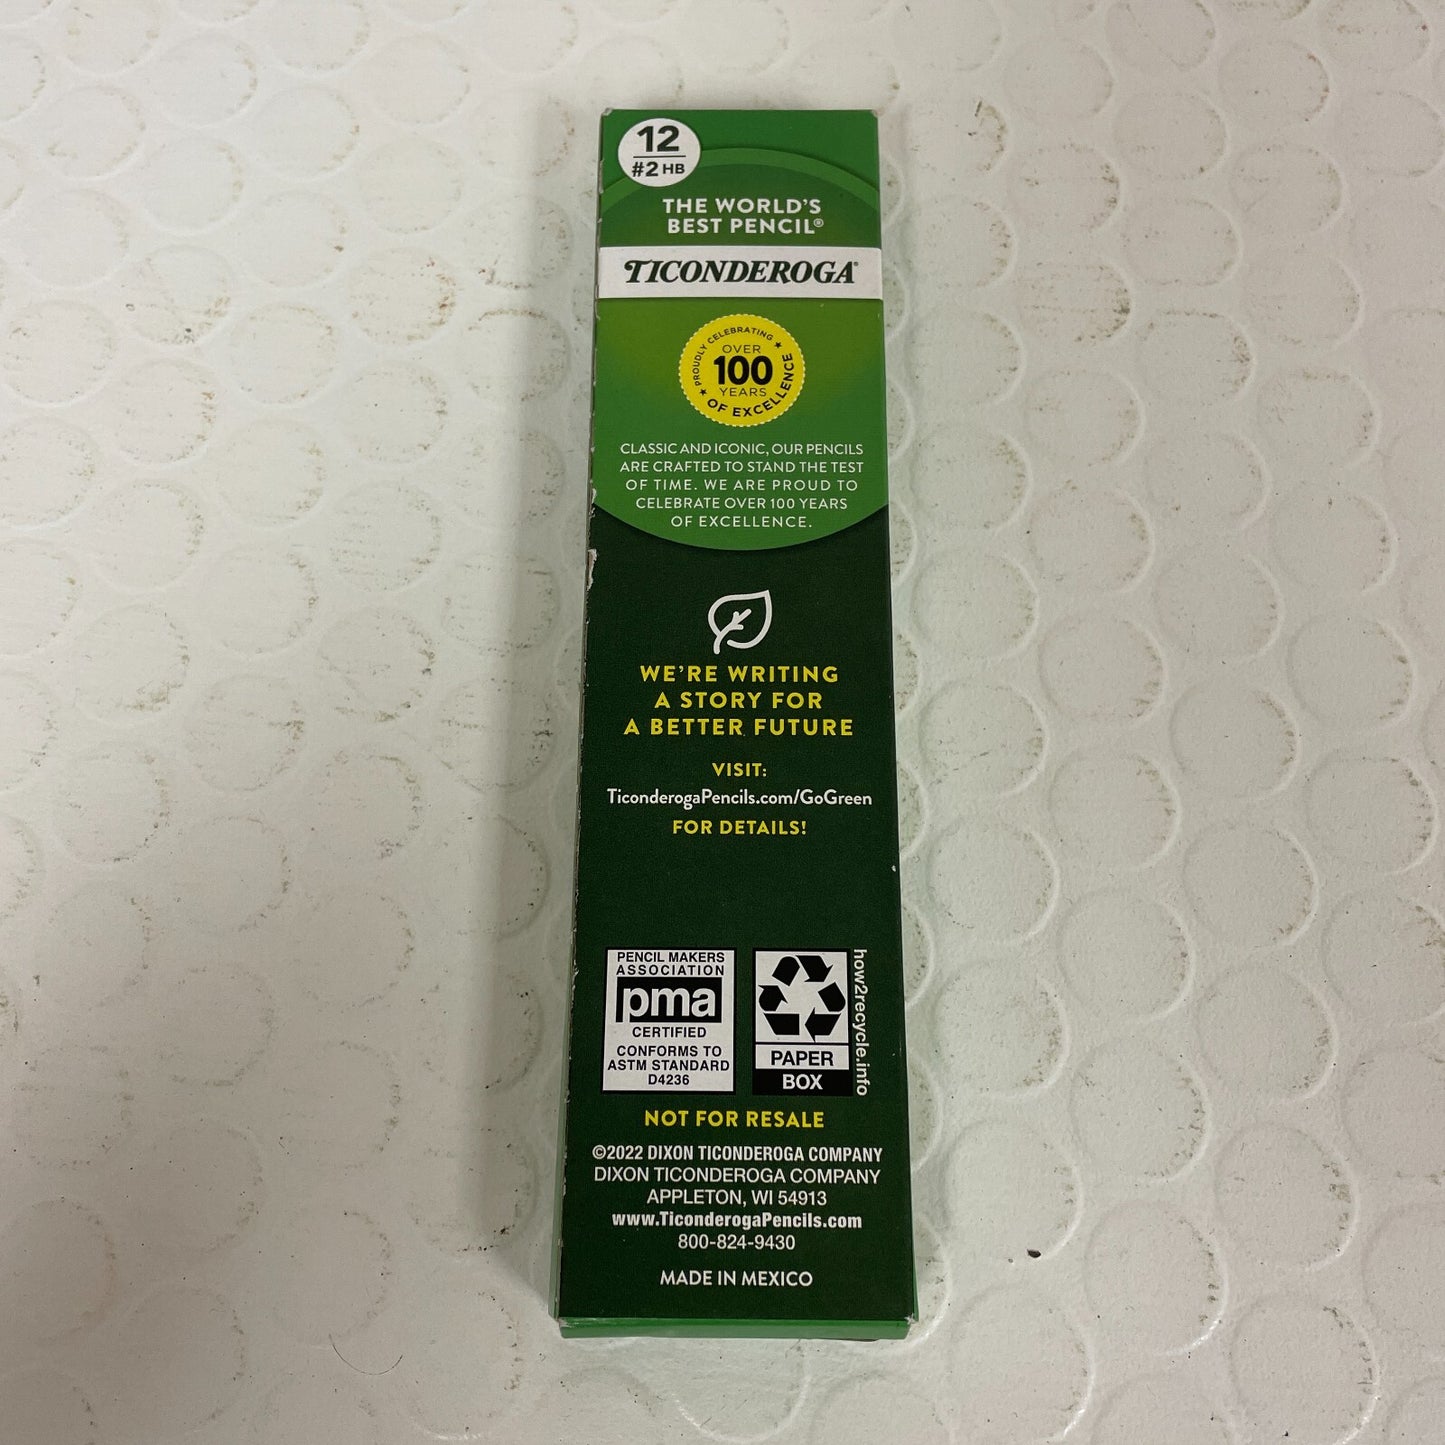 12
#2 HB
THE WORLD'S
BEST PENCIL®
TICONDEROGA®
PROUDLY CELEBRATING
OVER
100
YEARS
OF EXCELLENCE
CLASSIC AND ICONIC, OUR PENCILS
ARE CRAFTED TO STAND THE TEST
OF TIME. WE ARE PROUD TO
CELEBRATE OVER 100 YEARS
OF EXCELLENCE.
WE'RE WRITING
A STORY FOR
A BETTER FUTURE
VISIT:
TiconderogaPencils.com/GoGreen
FOR DETAILS!
PENCIL MAKERS
ASSOCIATION
pma
CERTIFIED
CONFORMS TO
ASTM STANDARD
D4236
PAPER
BOX
how2recycle.info
NOT FOR RESALE
©2022 DIXON TICONDEROGA COMPANY
DIXON TICONDEROGA COMPANY
APPLETON, WI 54913
www.TiconderogaPencils.com
800-824-9430
MADE IN MEXICO